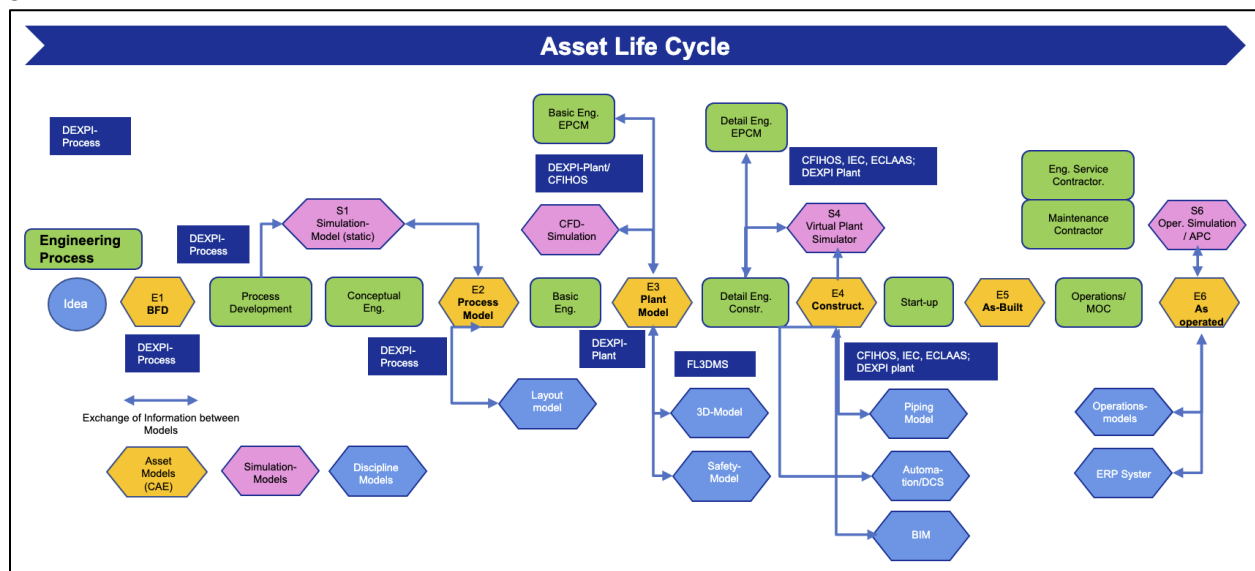 Asset Life Cycle
DEXPI-
Process
Basic Eng.
EPCM
Detail Eng.
EPCM
DEXPI-Plant/
CFIHOS
CFIHOS, IEC, ECLAAS;
DEXPI Plant
Eng. Service
Contractor.
Maintenance
Contractor
DEXPI-
Process
S1
Simulation-
Model (static)
CFD-
Simulation
S4
Virtual Plant
Simulator
S6
Oper. Simulation
/ APC
Engineering
Process
Idea
E1
BFD
Process
Development
Conceptual
Eng.
E2
Process
Model
Basic
Eng.
E3
Plant
Model
Detail Eng.
Constr.
E4
Construct.
Start-up
E5
As-Built
Operations/
MOC
E6
As
operated
DEXPI-
Process
DEXPI-
Process
DEXPI-
Plant
FL3DMS
CFIHOS, IEC, ECLAAS;
DEXPI plant
Exchange of Information between
Models
Layout
model
3D-Model
Piping
Model
Operations-
models
Asset
Models
(CAE)
Simulation-
Models
Discipline
Models
Safety-
Model
Automa-
tion/DCS
ERP Syster
BIM